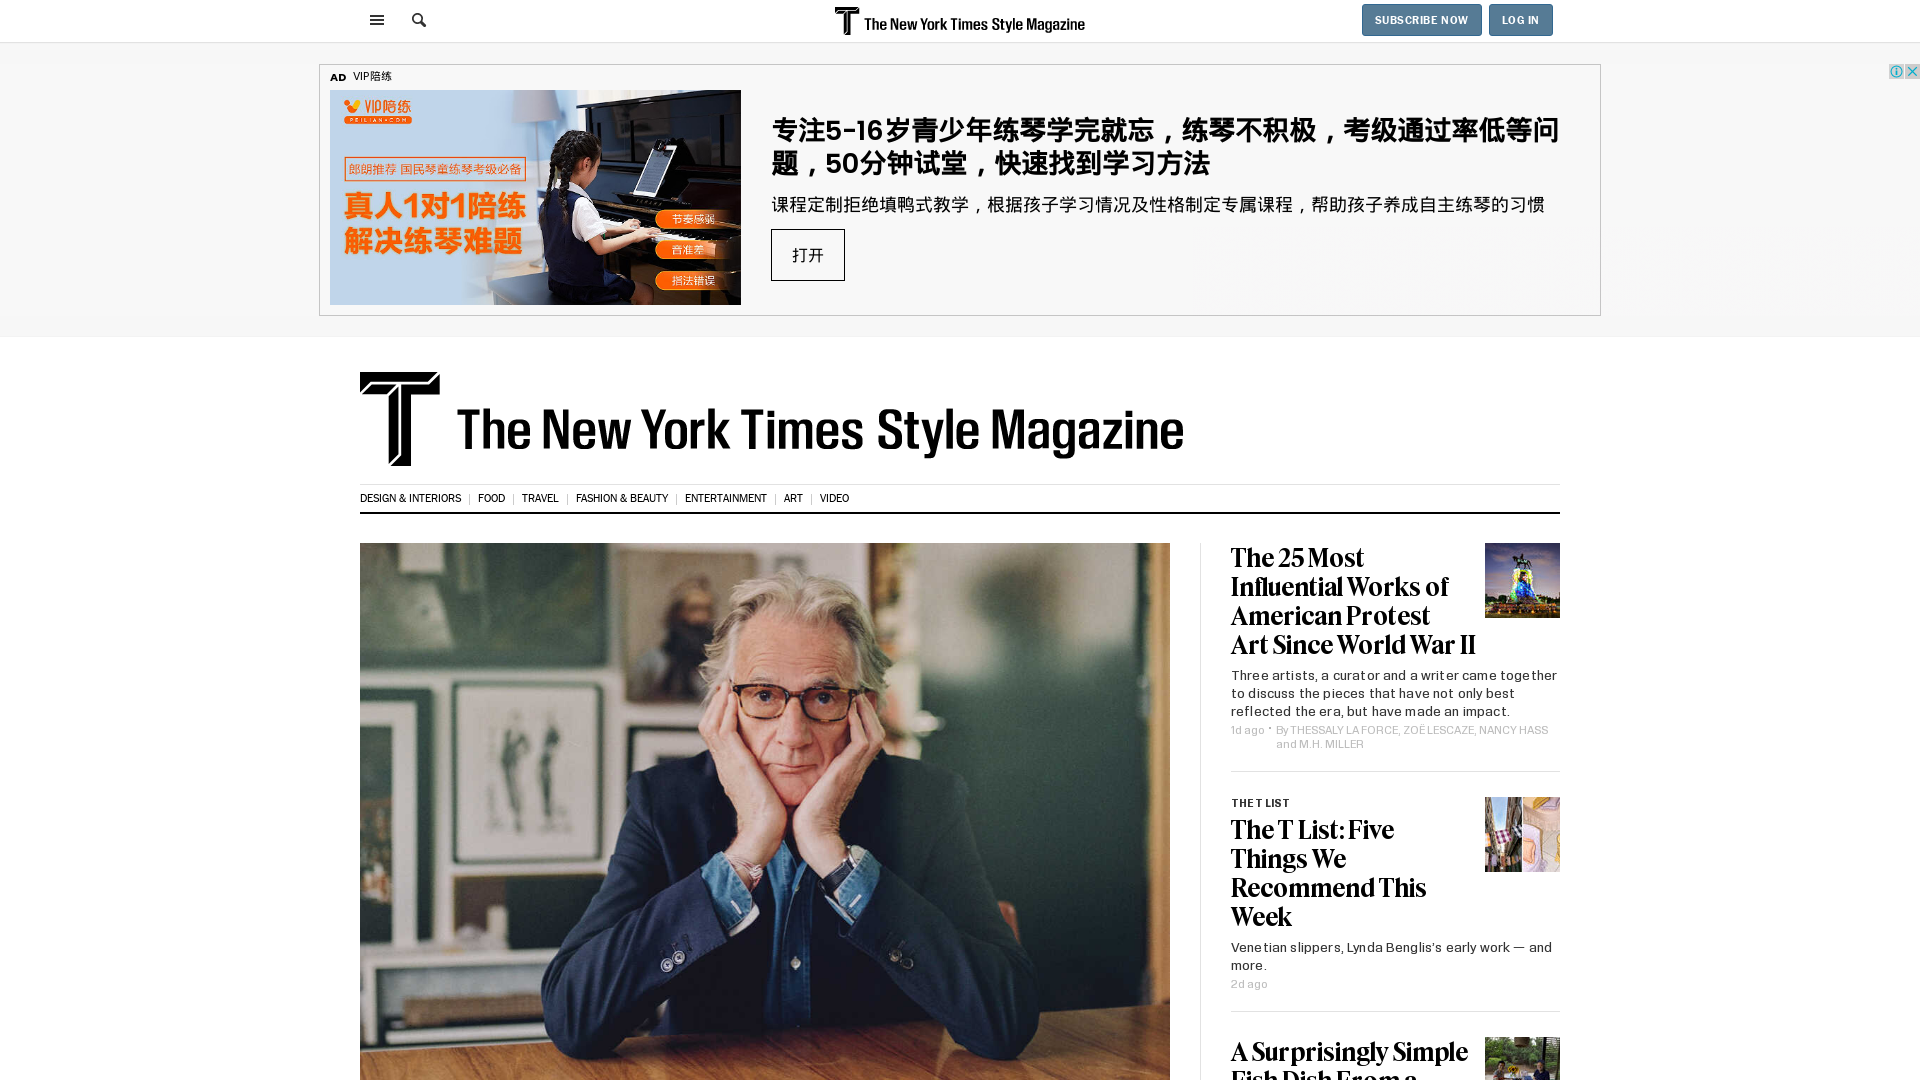 The New York Times Style Magazine
SUBSCRIBE NOW
LOG IN
AD VIP陪练
VIP陪练
PEILIAN·COM
郎朗推荐 国民琴童练琴考级必备
真人1对1陪练
解决练琴难题
节奏感弱
音准差
指法错误
专注5-16岁青少年练琴学完就忘，练琴不积极，考级通过率低等问
题，50分钟试堂，快速找到学习方法
课程定制拒绝填鸭式教学，根据孩子学习情况及性格制定专属课程，帮助孩子养成自主练琴的习惯
打开
The New York Times Style Magazine
DESIGN & INTERIORS
FOOD
TRAVEL
FASHION & BEAUTY
ENTERTAINMENT
ART
VIDEO
The 25 Most
Influential Works of
American Protest
Art Since World War II
Three artists, a curator and a writer came together
to discuss the pieces that have not only best
reflected the era, but have made an impact.
1d ago · By THESSALY LA FORCE, ZOË LESCAZE, NANCY HASS
and M.H. MILLER
THE T LIST
The T List: Five
Things We
Recommend This
Week
Venetian slippers, Lynda Benglis's early work — and
more.
2d ago
A Surprisingly Simple
Fish Dish From a